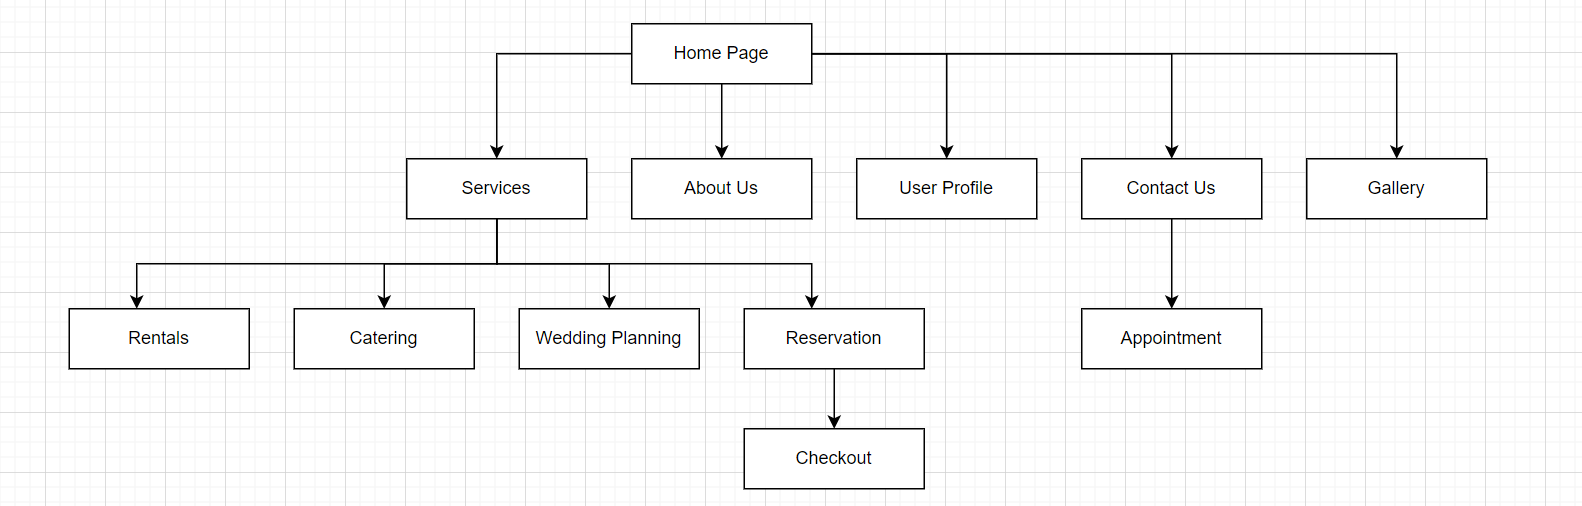 Home Page
Services
About Us
User Profile
Contact Us
Gallery
Rentals
Catering
Wedding Planning
Reservation
Appointment
Checkout